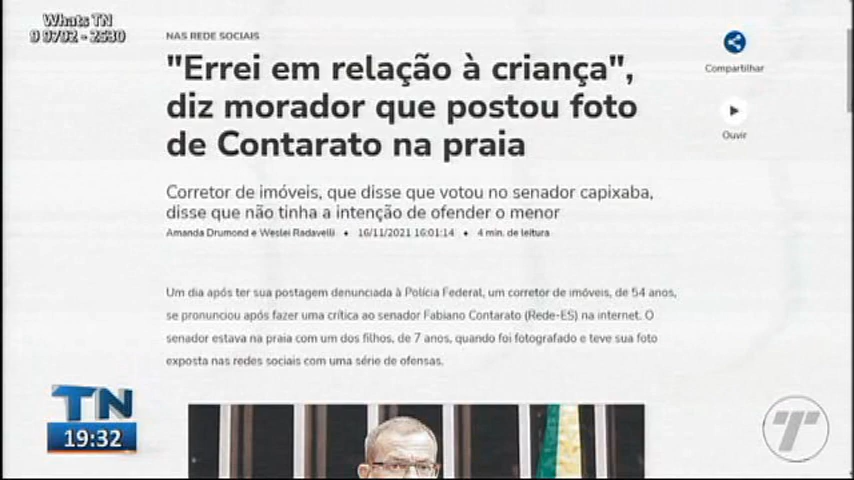 Whats TN
9 9792 - 2530
NAS REDE SOCIAIS
"Errei em relação à criança",
diz morador que postou foto
de Contarato na praia
Compartilhar
Ouvir
Corretor de imóveis, que disse que votou no senador capixaba,
disse que não tinha a intenção de ofender o menor
Amanda Drumond e Weslei Radavelli • 16/11/2021 16:01:14 • 4 min. de leitura
Um dia após ter sua postagem denunciada à Polícia Federal, um corretor de imóveis, de 54 anos,
se pronunciou após fazer uma crítica ao senador Fabiano Contarato (Rede-ES) na internet. O
senador estava na praia com um dos filhos, de 7 anos, quando foi fotografado e teve sua foto
exposta nas redes sociais com uma série de ofensas.
TN
19:32
T